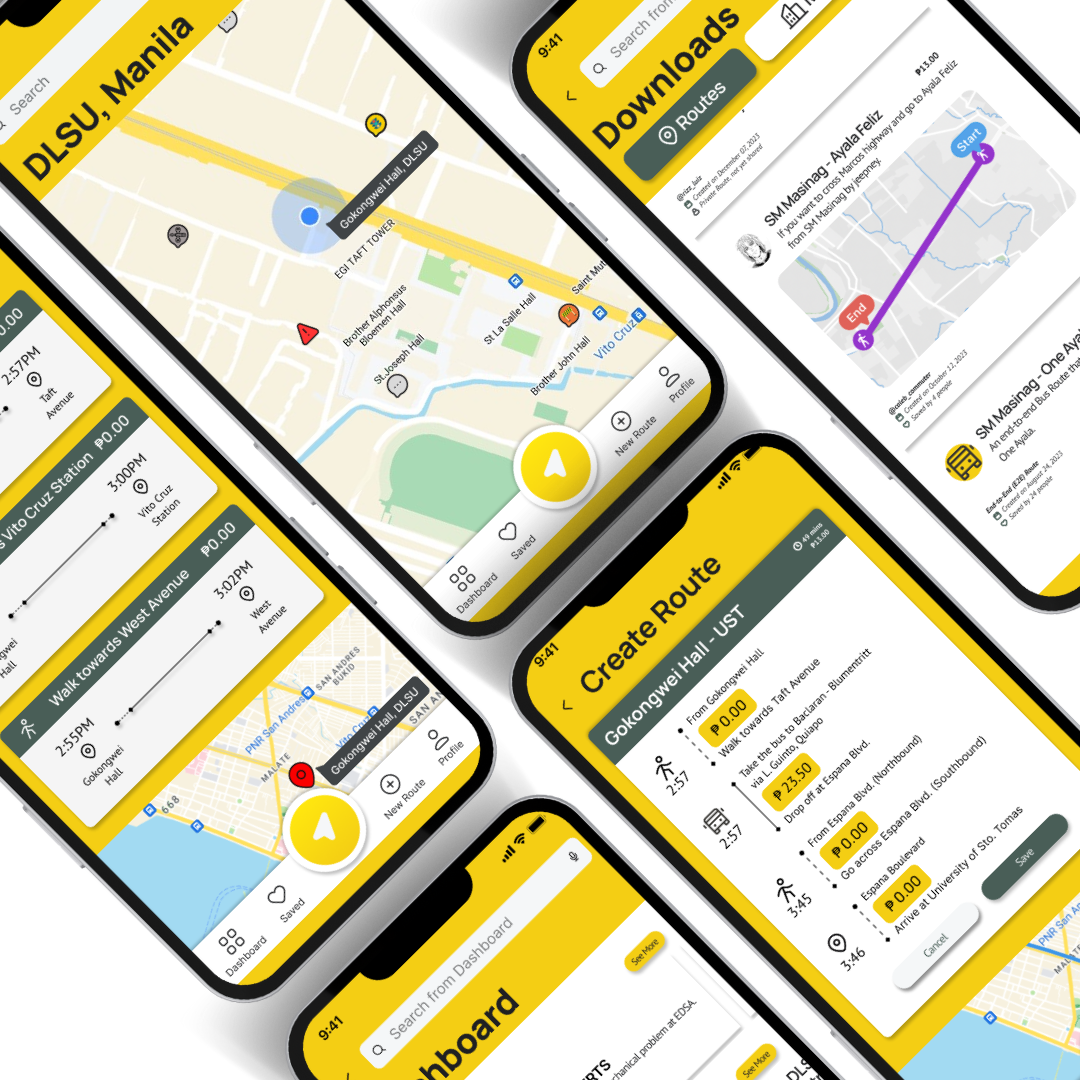 Search
DLSU, Manila
Gokongwei Hall, DLSU
EGI TAFT TOWER
Brother Alphonsus
Bloemen Hall
St. Joseph Hall
St La Salle Hall
Saint Mut
Brother John Hall
Vito Cruz
Dashboard
Saved
New Route
Profile
9:41
Search from
Downloads
Routes
@rize_luiz
Created on December 07, 2023
Private Route, not yet shared
₱13.00
SM Masinag - Ayala Feliz
If you want to cross Marcos highway and go to Ayala Feliz
from SM Masinag by jeepney.
Start
End
@caleb_commuter
Created on October 12, 2023
Saved by 4 people
SM Masinag - One Aya
An end-to-end Bus Route tha
One Ayala.
End-to-End (E2E) Route
Created on August 24, 2023
Saved by 24 people
0.00
2:57PM
Taft
Avenue
s Vito Cruz Station
₱0.00
3:00PM
Vito Cruz
Station
gwei
Hall
Walk towards West Avenue
₱0.00
2:55PM
Gokongwei
Hall
3:02PM
West
Avenue
SAN ANDRES
BUKID
PNR San Andres
MALATE
Vito Cruz
SAN AN
668
Gokongwei Hall, DLSU
Dashboard
Saved
New Route
Profile
9:41
Create Route
Gokongwei Hall - UST
49 mins
₱13.00
2:57
From Gokongwei Hall
₱ 0.00
Walk towards Taft Avenue
2:57
Take the bus to Baclaran - Blumentritt
via L. Guinto, Quiapo
₱ 23.50
Drop off at Espana Blvd.
3:45
From Espana Blvd.(Northbound)
₱ 0.00
Go across Espana Blvd. (Southbound)
3:46
Espana Boulevard
₱ 0.00
Arrive at University of Sto. Tomas
Cancel
Save
PNR San An
MALA
9:41
Search from Dashboard
hboard
See More
RTS
chanical problem at EDSA.
See More
DLS